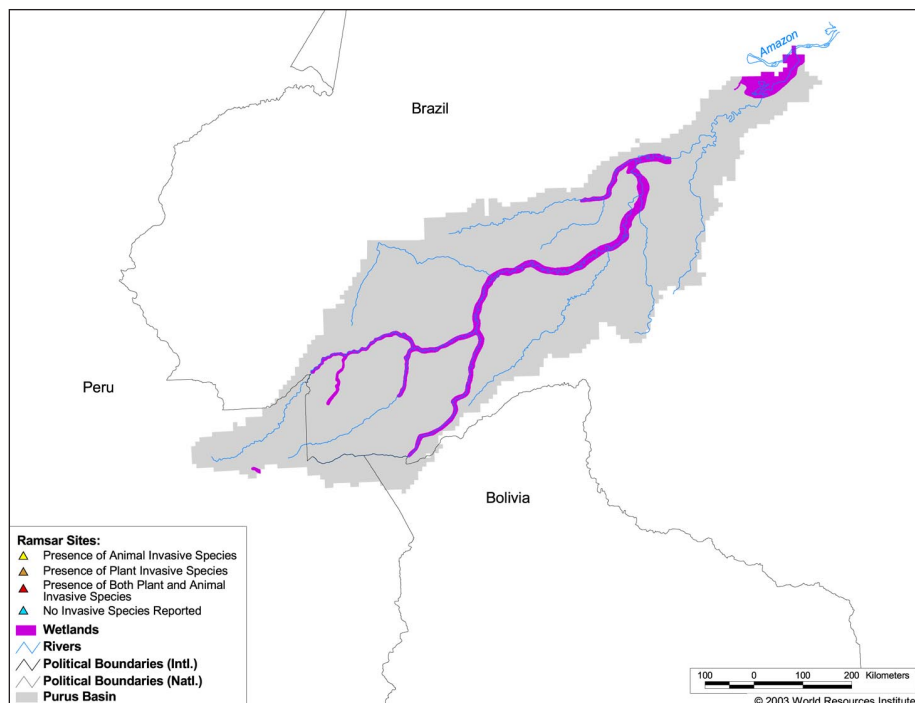 Amazon
Brazil
Peru
Bolivia
Ramsar Sites:
Presence of Animal Invasive Species
Presence of Plant Invasive Species
Presence of Both Plant and Animal
Invasive Species
No Invasive Species Reported
Wetlands
Rivers
Political Boundaries (Intl.)
Political Boundaries (Natl.)
Purus Basin
100 0 100 200 Kilometers
© 2003 World Resources Institute